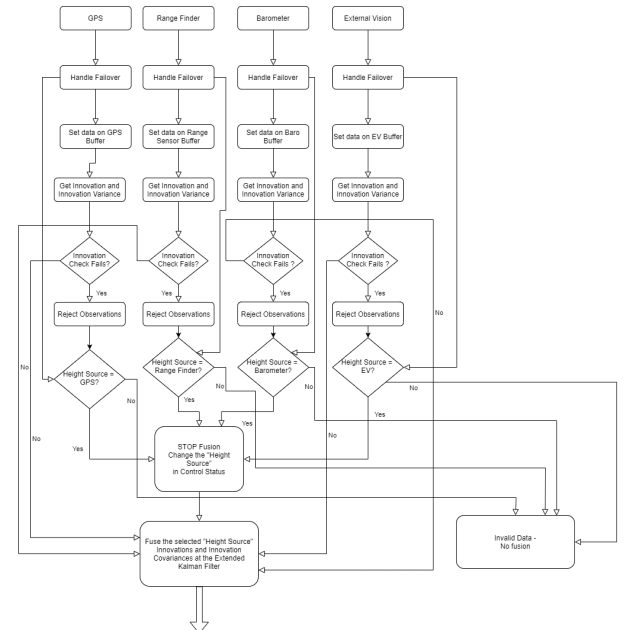 GPS
Range Finder
Barometer
External Vision
Handle Failover
Handle Failover
Handle Failover
Handle Failover
Set data on GPS
Buffer
Set data on Range
Sensor Buffer
Set data on Baro
Buffer
Set data on EV Buffer
Get Innovation and
Innovation Variance
Get Innovation and
Innovation Variance
Get Innovation and
Innovation Variance
Get Innovation and
Innovation Variance
Innovation
Check Fails?
Innovation
Check Fails?
Innovation
Check Fails ?
Innovation
Check Fails ?
Yes
Yes
Yes
Yes
Reject Observations
Reject Observations
Reject Observations
Reject Observations
No
Height Source =
GPS?
Height Source =
Range Finder?
Height Source =
Barometer?
Height Source =
EV?
No
No
No
No
No
Yes
Yes
Yes
Yes
No
No
STOP Fusion
Change the "Height
Source"
in Control Status
Fuse the selected "Height Source"
Innovations and Innovation
Covariances at the Extended
Kalman Filter
Invalid Data -
No fusion